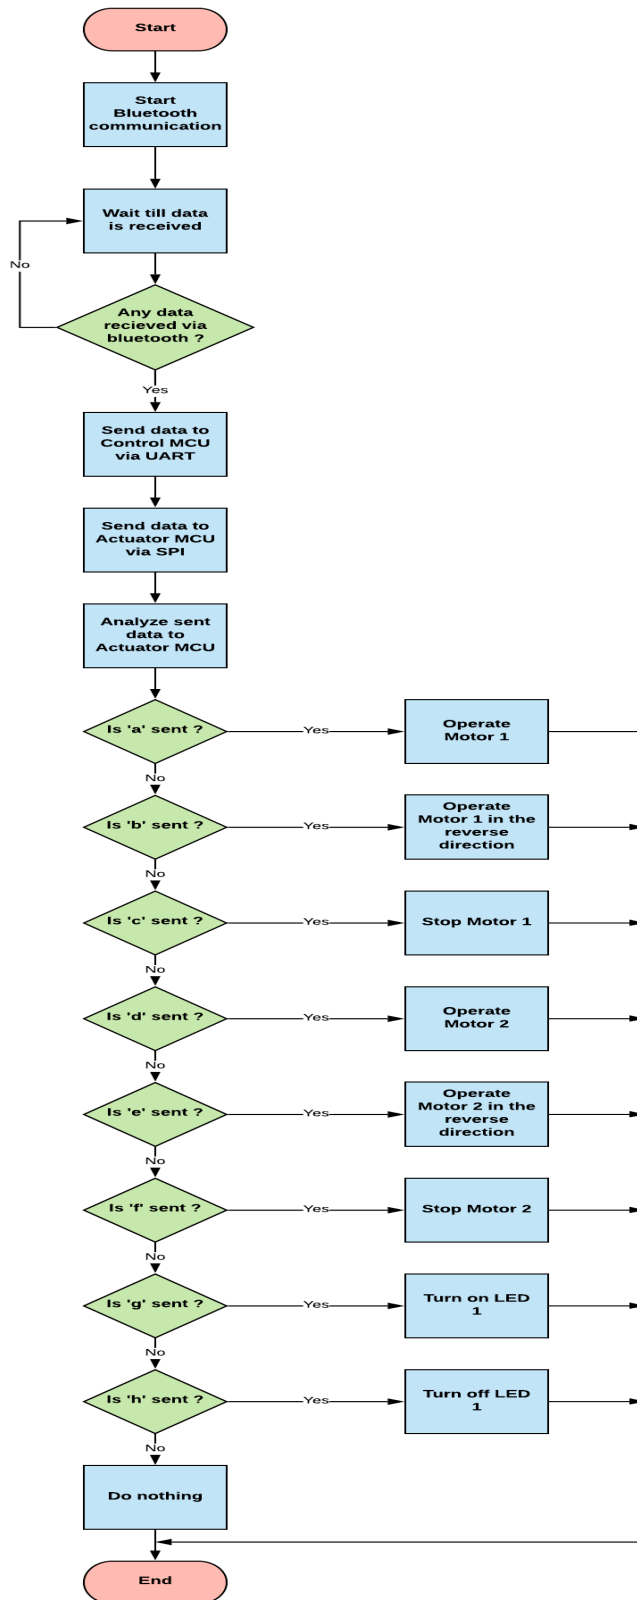 Start
Start
Bluetooth
communication
Wait till data
is received
No
Any data
recieved via
bluetooth ?
Yes
Send data to
Control MCU
via UART
Send data to
Actuator MCU
via SPI
Analyze sent
data to
Actuator MCU
Is 'a' sent ?
Yes
Operate
Motor 1
No
Is 'b' sent ?
Yes
Operate
Motor 1 in the
reverse
direction
No
Is 'c' sent ?
Yes
Stop Motor 1
No
Is 'd' sent ?
Yes
Operate
Motor 2
No
Is 'e' sent ?
Yes
Operate
Motor 2 in the
reverse
direction
No
Is 'f' sent ?
Yes
Stop Motor 2
No
Is 'g' sent ?
Yes
Turn on LED
1
No
Is 'h' sent ?
Yes
Turn off LED
1
No
Do nothing
End